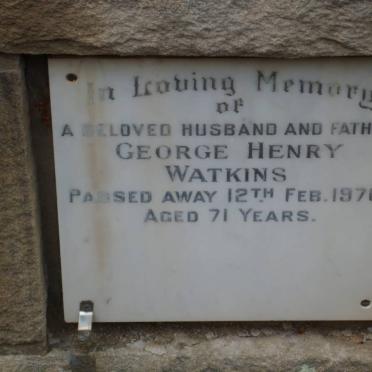 In Loving Memory
of
A BELOVED HUSBAND AND FATH
GEORGE HENRY
WATKINS
PASSED AWAY 12TH FEB. 197
AGED 71 YEARS.